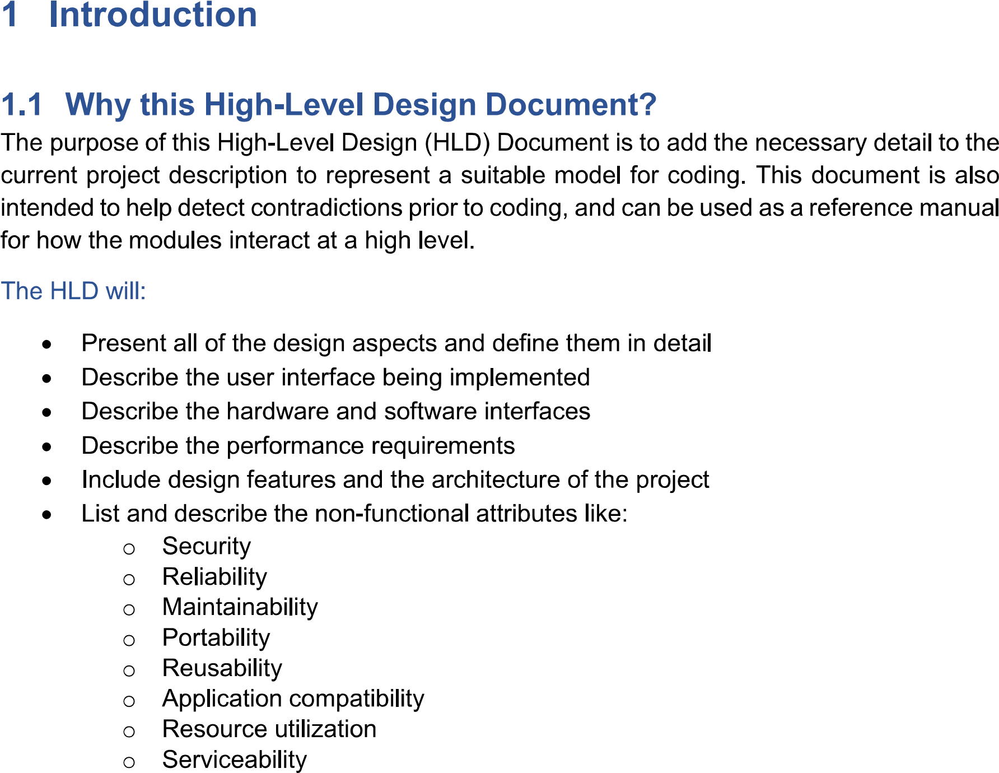 1 Introduction
1.1 Why this High-Level Design Document?
The purpose of this High-Level Design (HLD) Document is to add the necessary detail to the
current project description to represent a suitable model for coding. This document is also
intended to help detect contradictions prior to coding, and can be used as a reference manual
for how the modules interact at a high level.
The HLD will:
• Present all of the design aspects and define them in detail
• Describe the user interface being implemented
• Describe the hardware and software interfaces
• Describe the performance requirements
• Include design features and the architecture of the project
• List and describe the non-functional attributes like:
○ Security
○ Reliability
○ Maintainability
○ Portability
○ Reusability
○ Application compatibility
○ Resource utilization
○ Serviceability